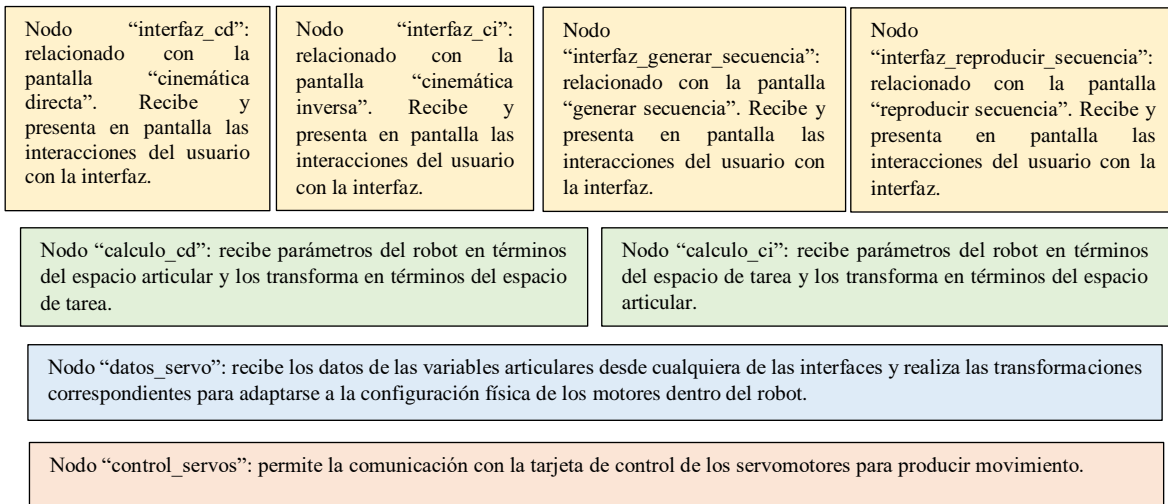 Nodo “interfaz_cd”:
relacionado con la
pantalla “cinemática
directa”. Recibe y
presenta en pantalla las
interacciones del usuario
con la interfaz.
Nodo “interfaz_ci”:
relacionado con la
pantalla “cinemática
inversa”. Recibe y
presenta en pantalla las
interacciones del usuario
con la interfaz.
Nodo
“interfaz_generar_secuencia”:
relacionado con la pantalla
“generar secuencia”. Recibe y
presenta en pantalla las
interacciones del usuario con
la interfaz.
Nodo
“interfaz_reproducir_secuencia”:
relacionado con la pantalla
“reproducir secuencia”. Recibe y
presenta en pantalla las
interacciones del usuario con la
interfaz.
Nodo “calculo_cd”: recibe parámetros del robot en términos
del espacio articular y los transforma en términos del espacio
de tarea.
Nodo “calculo_ci”: recibe parámetros del robot en términos
del espacio de tarea y los transforma en términos del espacio
articular.
Nodo “datos_servo”: recibe los datos de las variables articulares desde cualquiera de las interfaces y realiza las transformaciones
correspondientes para adaptarse a la configuración física de los motores dentro del robot.
Nodo “control_servos”: permite la comunicación con la tarjeta de control de los servomotores para producir movimiento.